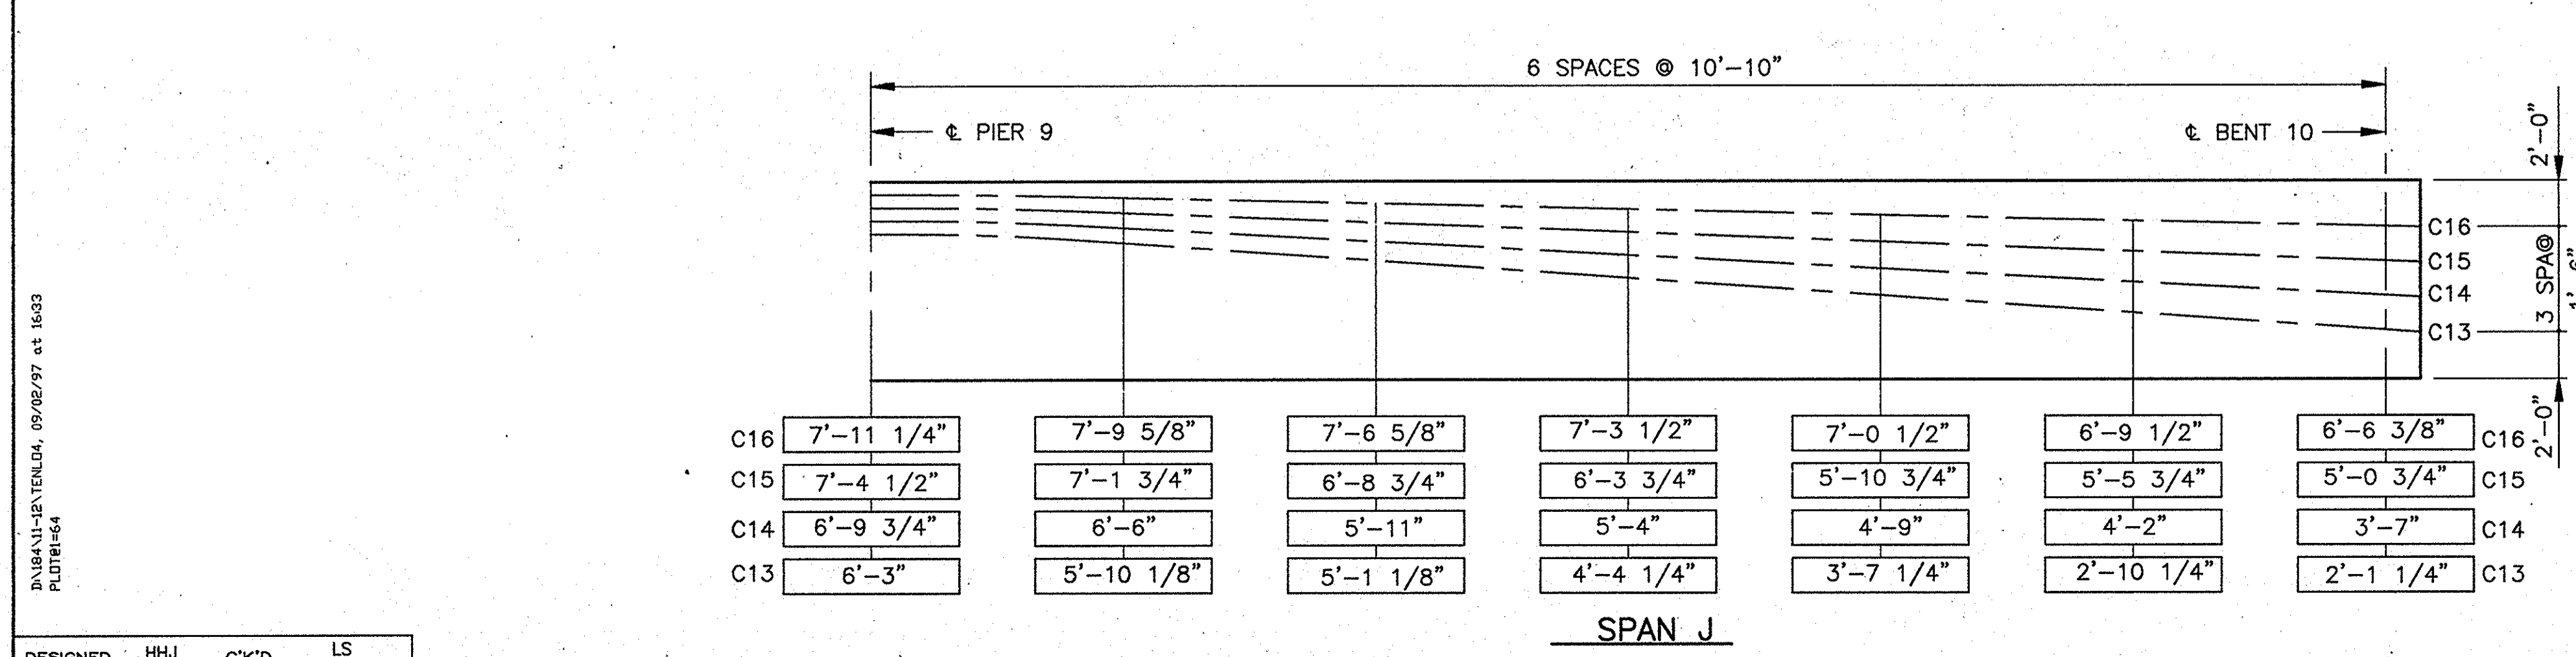 6 SPACES @ 10'-10"
℄ PIER 9
℄ BENT 10
2'-0"
C16
C15
C14
C13
3 SPA@
2'-0"
C16 7'-11 1/4" 7'-9 5/8" 7'-6 5/8" 7'-3 1/2" 7'-0 1/2" 6'-9 1/2" 6'-6 3/8" C16
C15 7'-4 1/2" 7'-1 3/4" 6'-8 3/4" 6'-3 3/4" 5'-10 3/4" 5'-5 3/4" 5'-0 3/4" C15
C14 6'-9 3/4" 6'-6" 5'-11" 5'-4" 4'-9" 4'-2" 3'-7" C14
C13 6'-3" 5'-10 1/8" 5'-1 1/8" 4'-4 1/4" 3'-7 1/4" 2'-10 1/4" 2'-1 1/4" C13
SPAN J
D:\184\11-12\TENLO4, 09/02/97 at 16:33
PLOT@1=64
DESIGNED HHJ C'K'D LS